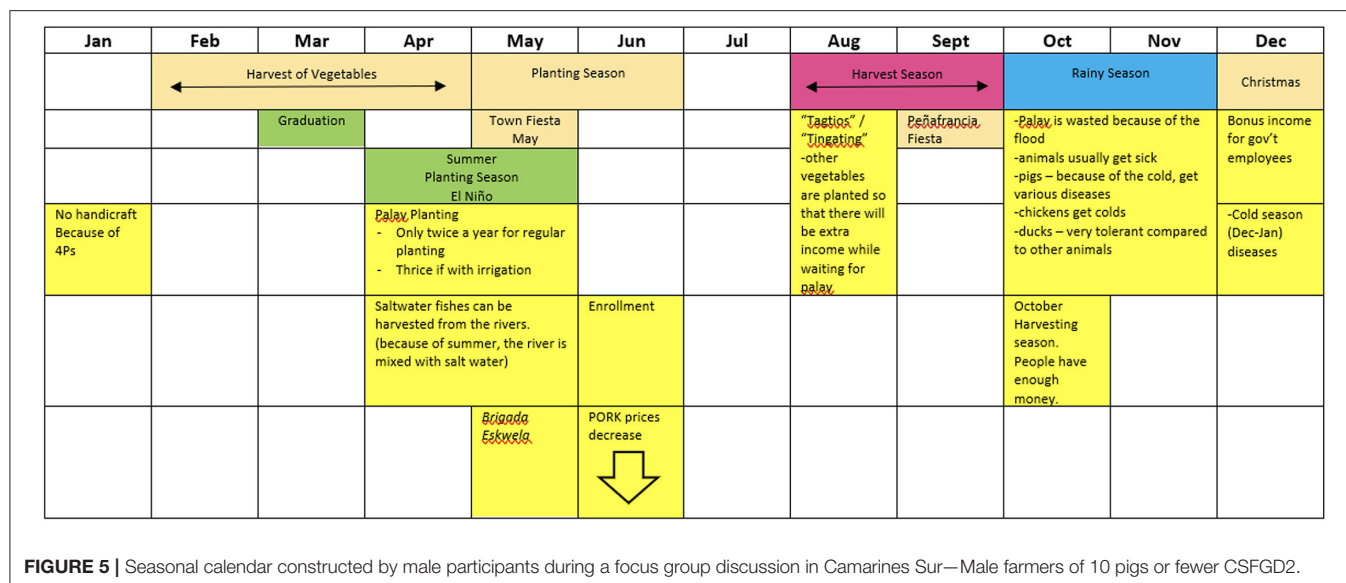 Jan Feb Mar Apr May Jun Jul Aug Sept Oct Nov Dec
Harvest of Vegetables
Planting Season
Harvest Season
Rainy Season
Christmas
Graduation
Town Fiesta
May
"Tagtios" /
"Tingating"
-other
vegetables
are planted so
that there will
be extra
income while
waiting for
palay
Peñafrancia
Fiesta
-Palay is wasted because of the
flood
-animals usually get sick
-pigs – because of the cold, get
various diseases
-chickens get colds
-ducks – very tolerant compared
to other animals
Bonus income
for gov't
employees
Summer
Planting Season
El Niño
No handicraft
Because of
4Ps
Palay Planting
- Only twice a year for regular
planting
- Thrice if with irrigation
-Cold season
(Dec-Jan)
diseases
Saltwater fishes can be
harvested from the rivers.
(because of summer, the river is
mixed with salt water)
Enrollment
October
Harvesting
season.
People have
enough
money.
Brigada
Eskwela
PORK prices
decrease
FIGURE 5 | Seasonal calendar constructed by male participants during a focus group discussion in Camarines Sur—Male farmers of 10 pigs or fewer CSFGD2.